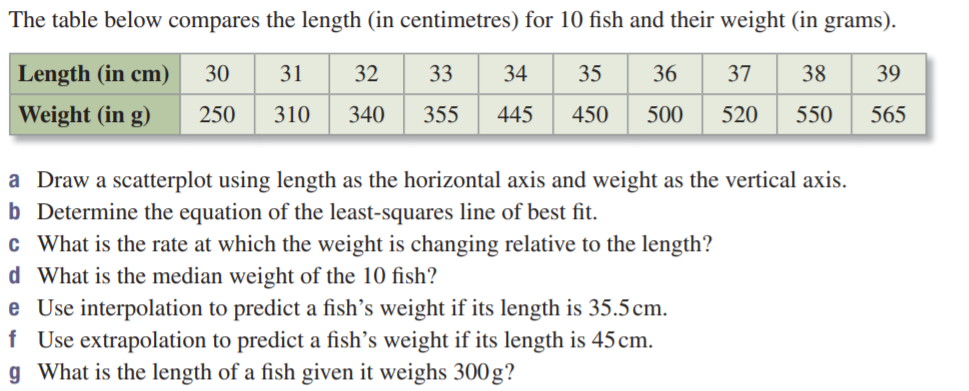 The table below compares the length (in centimetres) for 10 fish and their weight (in grams).
Length (in cm) 30 31 32 33 34 35 36 37 38 39
Weight (in g) 250 310 340 355 445 450 500 520 550 565
a Draw a scatterplot using length as the horizontal axis and weight as the vertical axis.
b Determine the equation of the least-squares line of best fit.
c What is the rate at which the weight is changing relative to the length?
d What is the median weight of the 10 fish?
e Use interpolation to predict a fish’s weight if its length is 35.5 cm.
f Use extrapolation to predict a fish’s weight if its length is 45 cm.
g What is the length of a fish given it weighs 300 g?